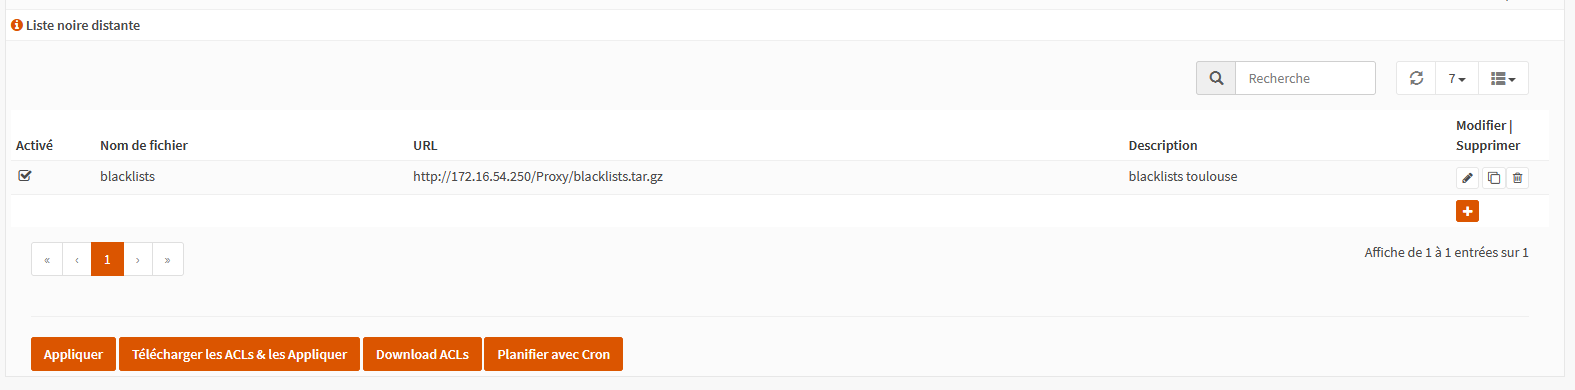 Liste noire distante
Recherche
7
Modifier |
Supprimer
Activé Nom de fichier URL Description
blacklists http://172.16.54.250/Proxy/blacklists.tar.gz blacklists toulouse
« ‹ 1 › »
Affiche de 1 à 1 entrées sur 1
Appliquer Télécharger les ACLs & les Appliquer Download ACLs Planifier avec Cron